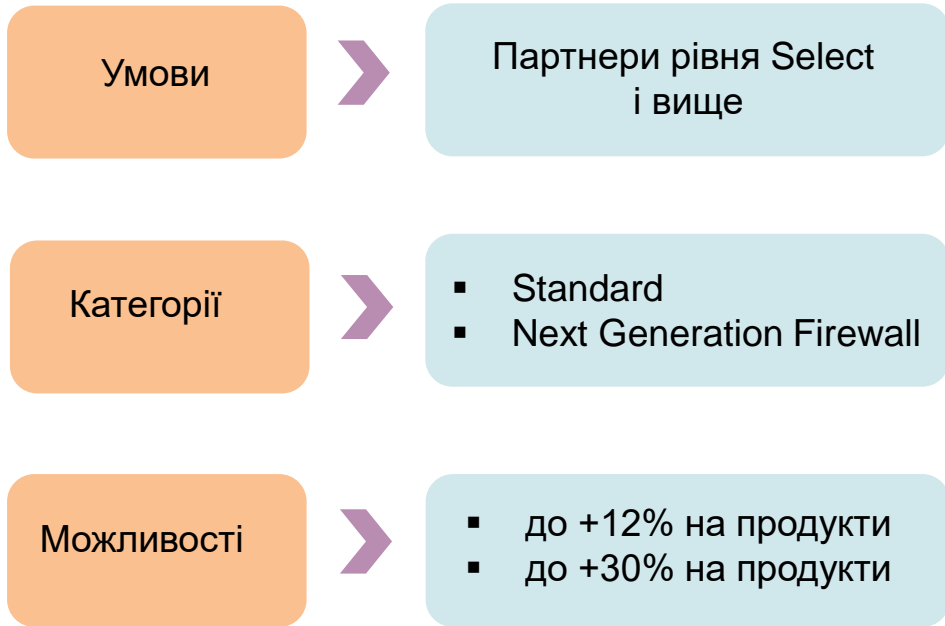 Умови
Партнери рівня Select
і вище
Категорії
▪ Standard
▪ Next Generation Firewall
Можливості
▪ до +12% на продукти
▪ до +30% на продукти